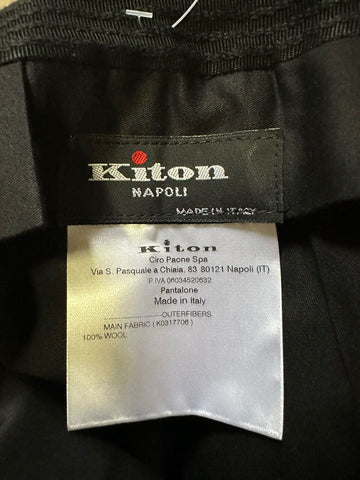 Kiton
NAPOLI
MADE IN ITALY
Kiton
Ciro Paone Spa
Via S. Pasquale a Chiaia, 83 80121 Napoli (IT)
P.IVA 06034520632
Pantalone
Made in Italy
OUTERFIBERS
MAIN FABRIC ( K0317706 )
100% WOOL